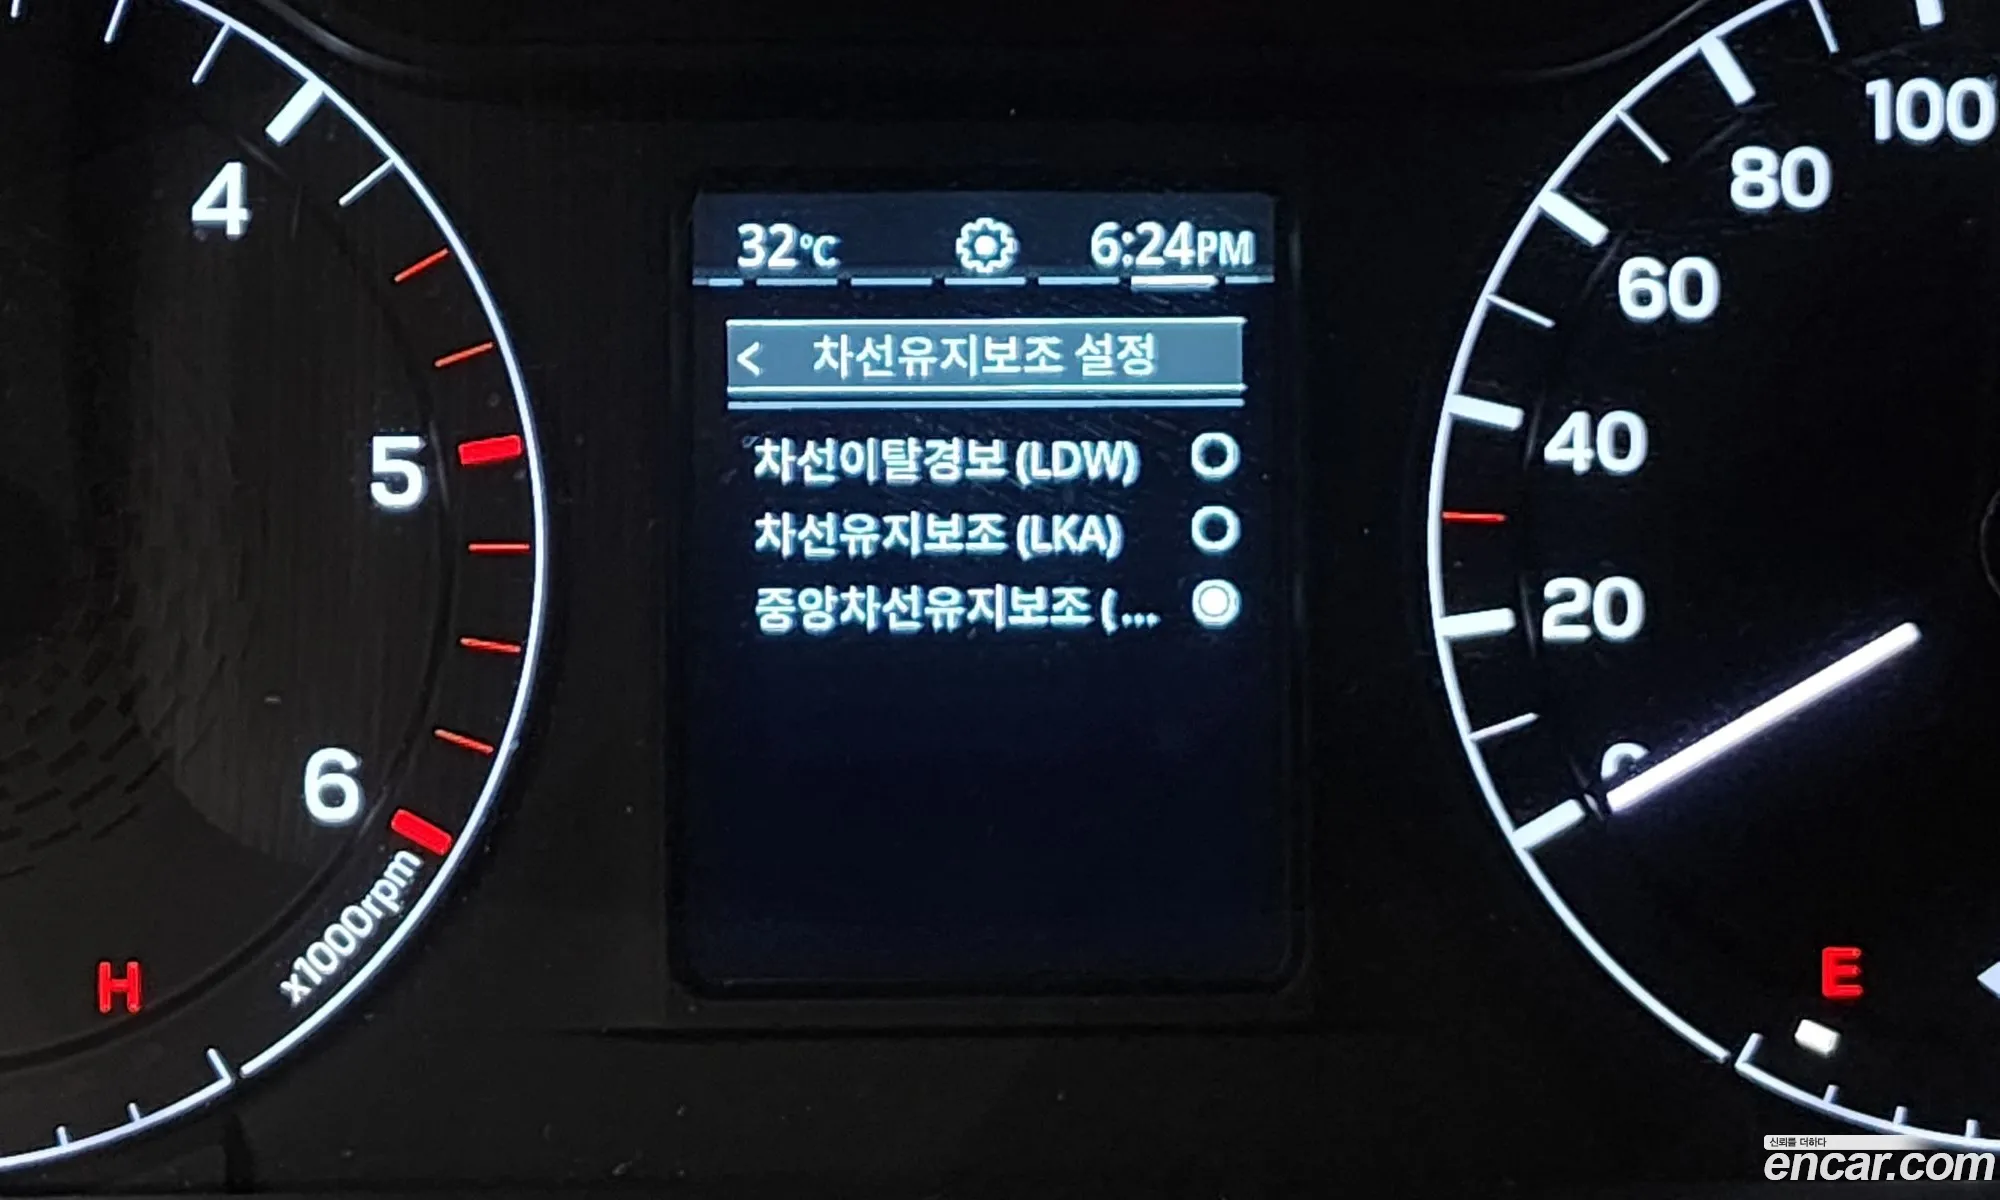 4
5
6
x1000rpm
H
32°C
6:24PM
< 차선유지보조 설정
차선이탈경보 (LDW)
차선유지보조 (LKA)
중앙차선유지보조 (...
100
80
60
40
20
0
E
신뢰를 더하다
encar.com